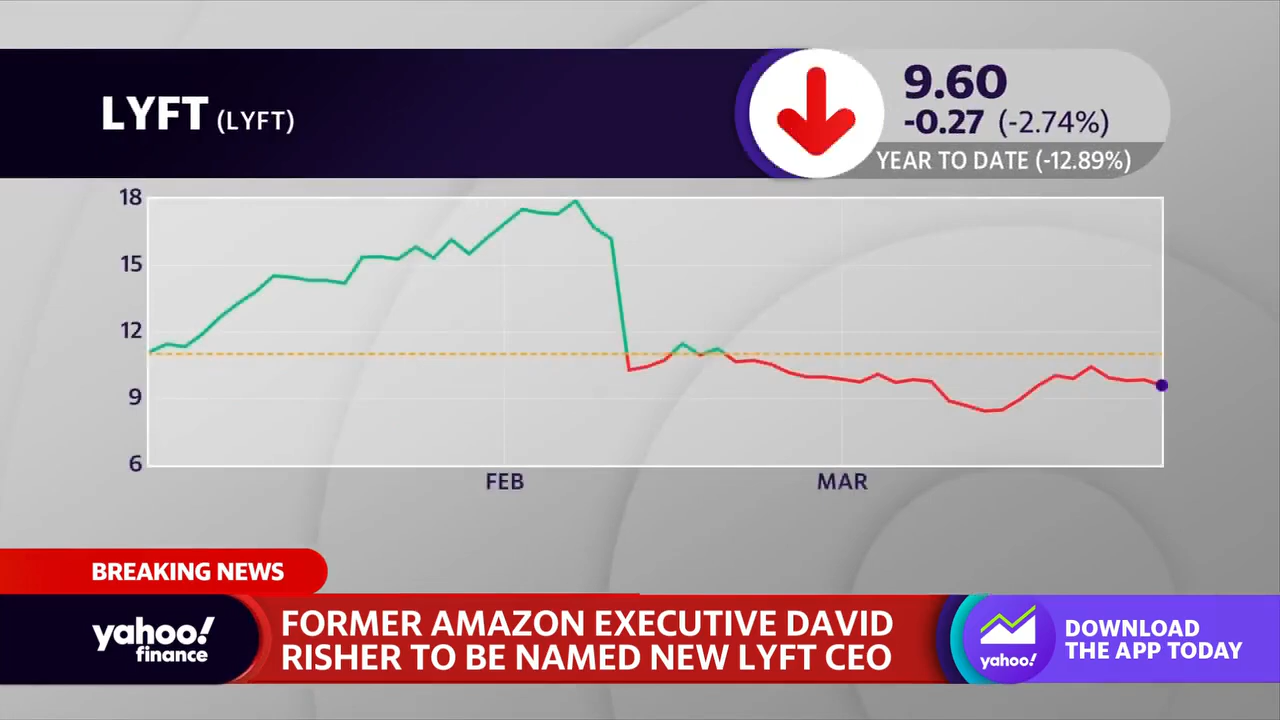 LYFT (LYFT)
9.60
-0.27 (-2.74%)
YEAR TO DATE (-12.89%)
18
15
12
9
6
FEB MAR
BREAKING NEWS
yahoo!
finance
FORMER AMAZON EXECUTIVE DAVID
RISHER TO BE NAMED NEW LYFT CEO
yahoo!
DOWNLOAD
THE APP TODAY